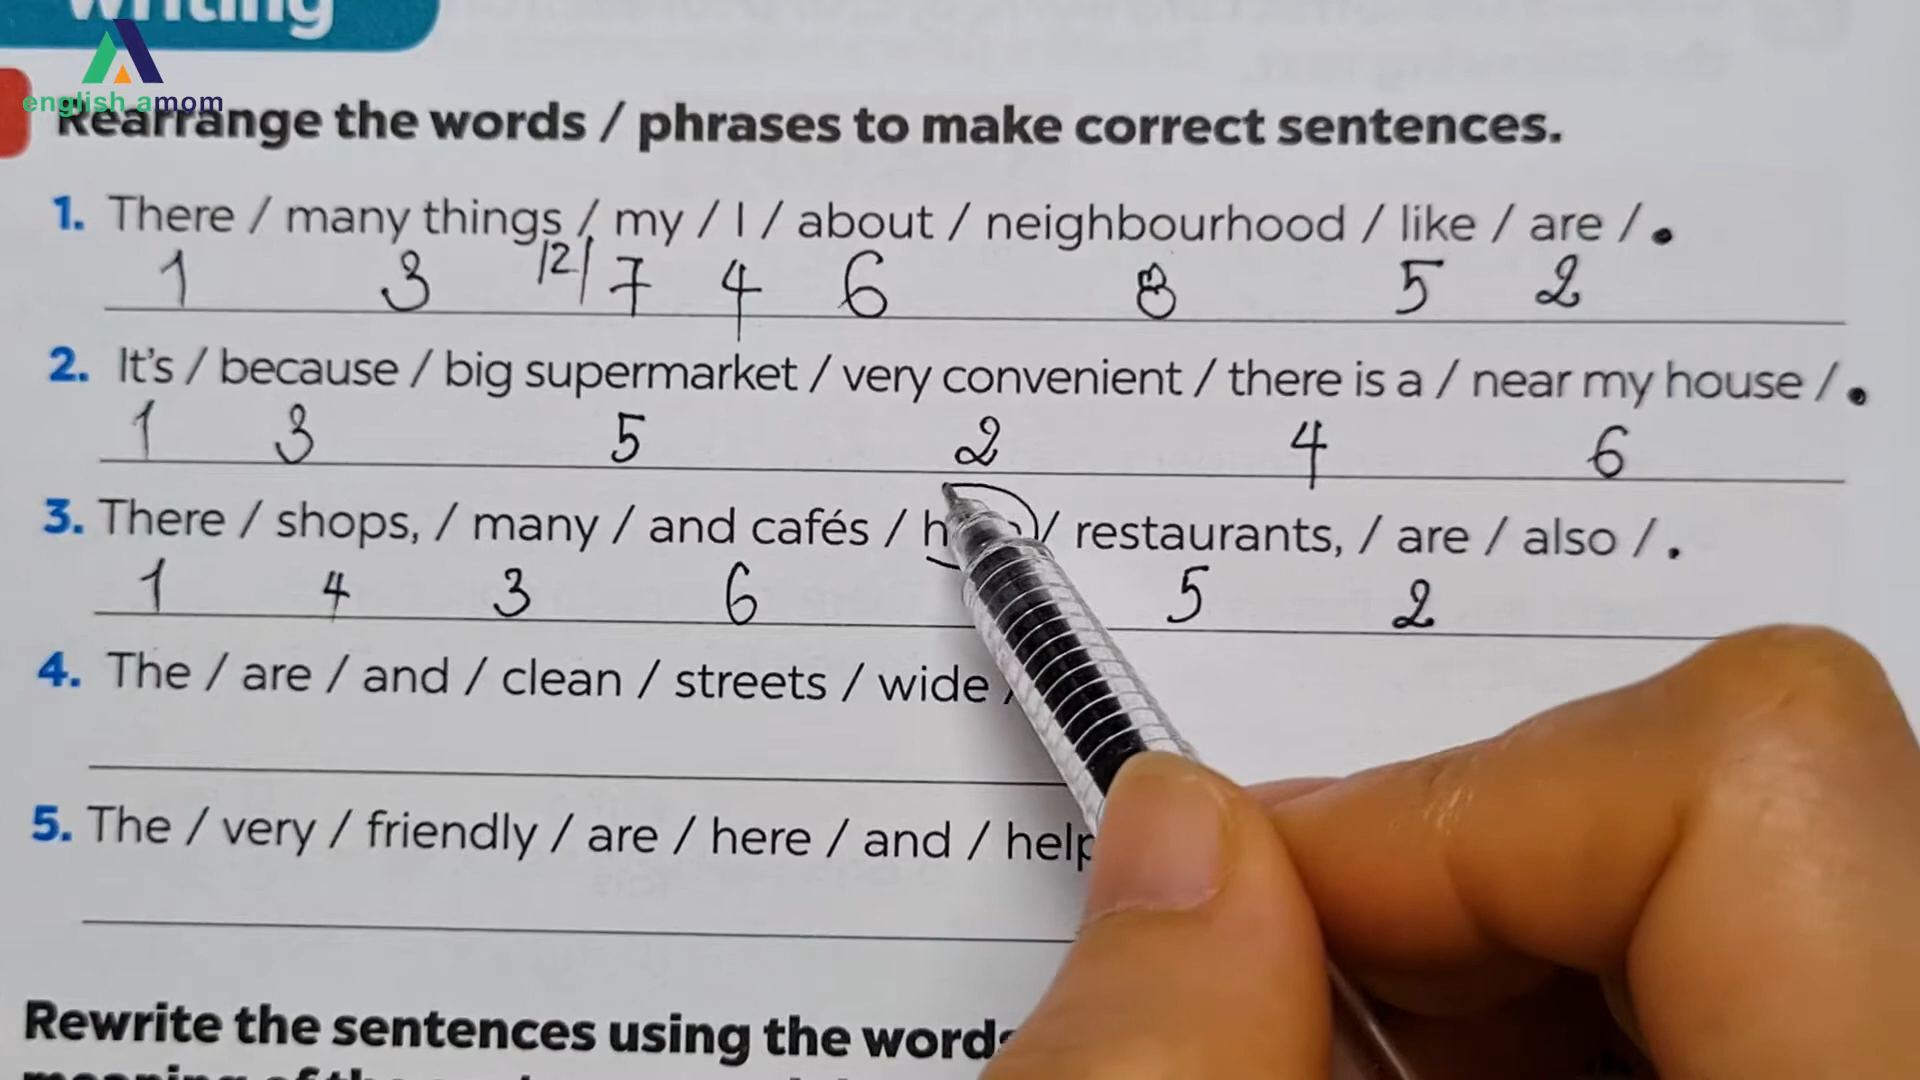 writing
english amom
Rearrange the words / phrases to make correct sentences.
1. There / many things / my / I / about / neighbourhood / like / are / .
1 3 /2/ 7 4 6 8 5 2
2. It's / because / big supermarket / very convenient / there is a / near my house / .
1 3 5 2 4 6
3. There / shops, / many / and cafés / / restaurants, / are / also / .
1 4 3 6 5 2
4. The / are / and / clean / streets / wide /
5. The / very / friendly / are / here / and /
Rewrite the sentences using the